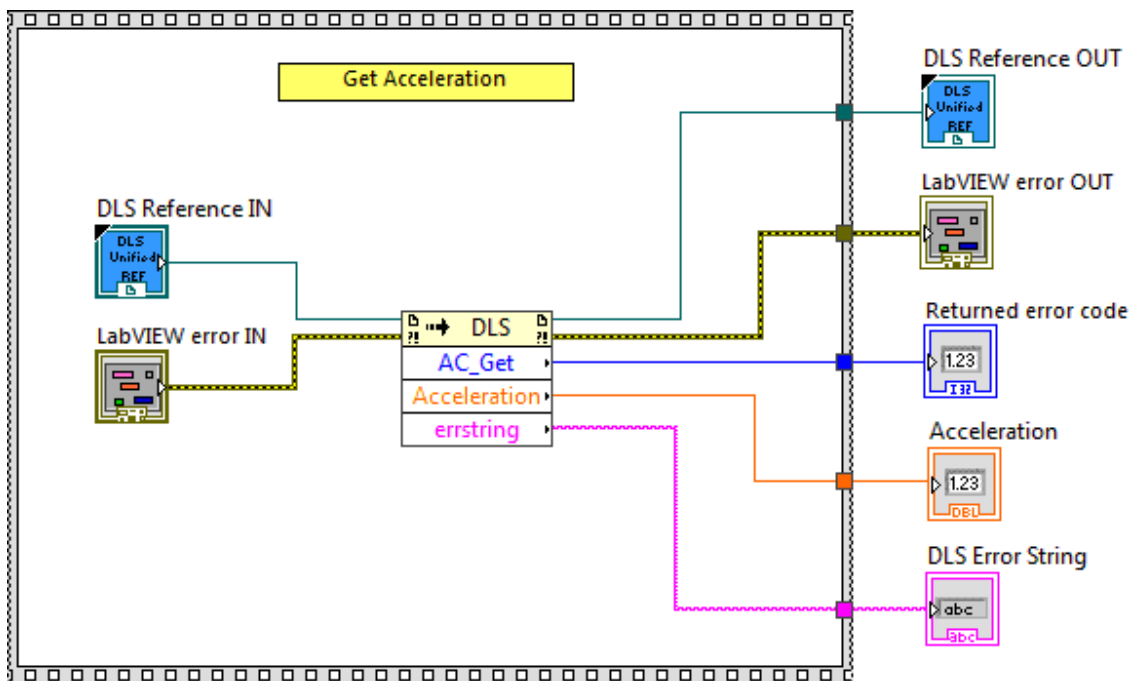 Get Acceleration
DLS Reference OUT
DLS
Unified
REF
LabVIEW error OUT
DLS Reference IN
DLS
Unified
REF
LabVIEW error IN
?!
DLS
?!
AC_Get
Acceleration
errstring
Returned error code
1.23
I32
Acceleration
1.23
DBL
DLS Error String
abc
abc